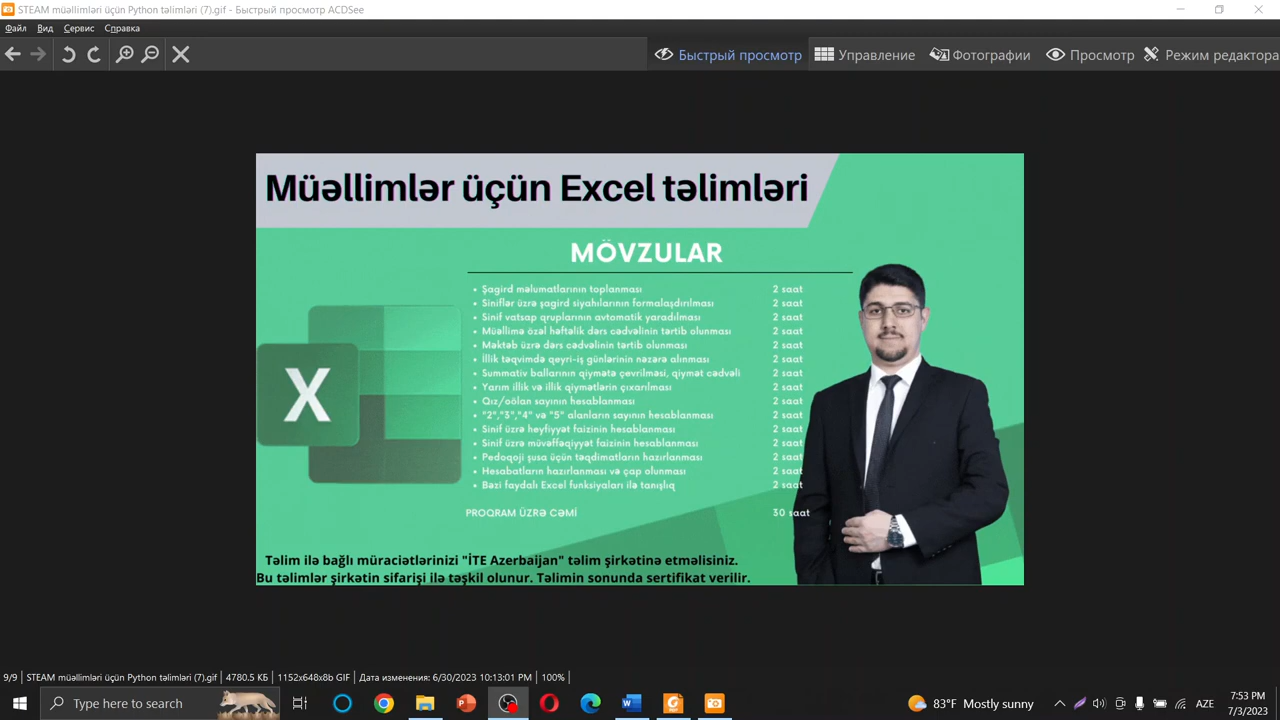 STEAM müəllimləri üçün Python təlimləri (7).gif - Быстрый просмотр ACDSee
Файл Вид Сервис Справка
Быстрый просмотр Управление Фотографии Просмотр Режим редактора
Müəllimlər üçün Excel təlimləri
MÖVZULAR
• Şagird məlumatlarının toplanması 2 saat
• Siniflər üzrə şagird siyahılarının formalaşdırılması 2 saat
• Sinif vatsap qruplarının avtomatik yaradılması 2 saat
• Müəllimə özəl həftəlik dərs cədvəlinin tərtib olunması 2 saat
• Məktəb üzrə dərs cədvəlinin tərtib olunması 2 saat
• İllik təqvimdə qeyri-iş günlərinin nəzərə alınması 2 saat
• Summativ ballarının qiymətə çevrilməsi, qiymət cədvəli 2 saat
• Yarım illik və illik qiymətlərin çıxarılması 2 saat
• Qız/oğlan sayının hesablanması 2 saat
• "2","3","4" və "5" alanların sayının hesablanması 2 saat
• Sinif üzrə keyfiyyət faizinin hesablanması 2 saat
• Sinif üzrə müvəffəqiyyət faizinin hesablanması 2 saat
• Pedoqoji şusa üçün təqdimatların hazırlanması 2 saat
• Hesabatların hazırlanması və çap olunması 2 saat
• Bəzi faydalı Excel funksiyaları ilə tanışlıq 2 saat
PROQRAM ÜZRƏ CƏMİ 30 saat
X
Təlim ilə bağlı müraciətlərinizi "İTE Azerbaijan" təlim şirkətinə etməlisiniz.
Bu təlimlər şirkətin sifarişi ilə təşkil olunur. Təlimin sonunda sertifikat verilir.
9/9 STEAM müəllimləri üçün Python təlimləri (7).gif 4780.5 КБ 1152x648x8b GIF Дата изменения: 6/30/2023 10:13:01 PM 100%
Type here to search 83°F Mostly sunny AZE 7:53 PM
7/3/2023